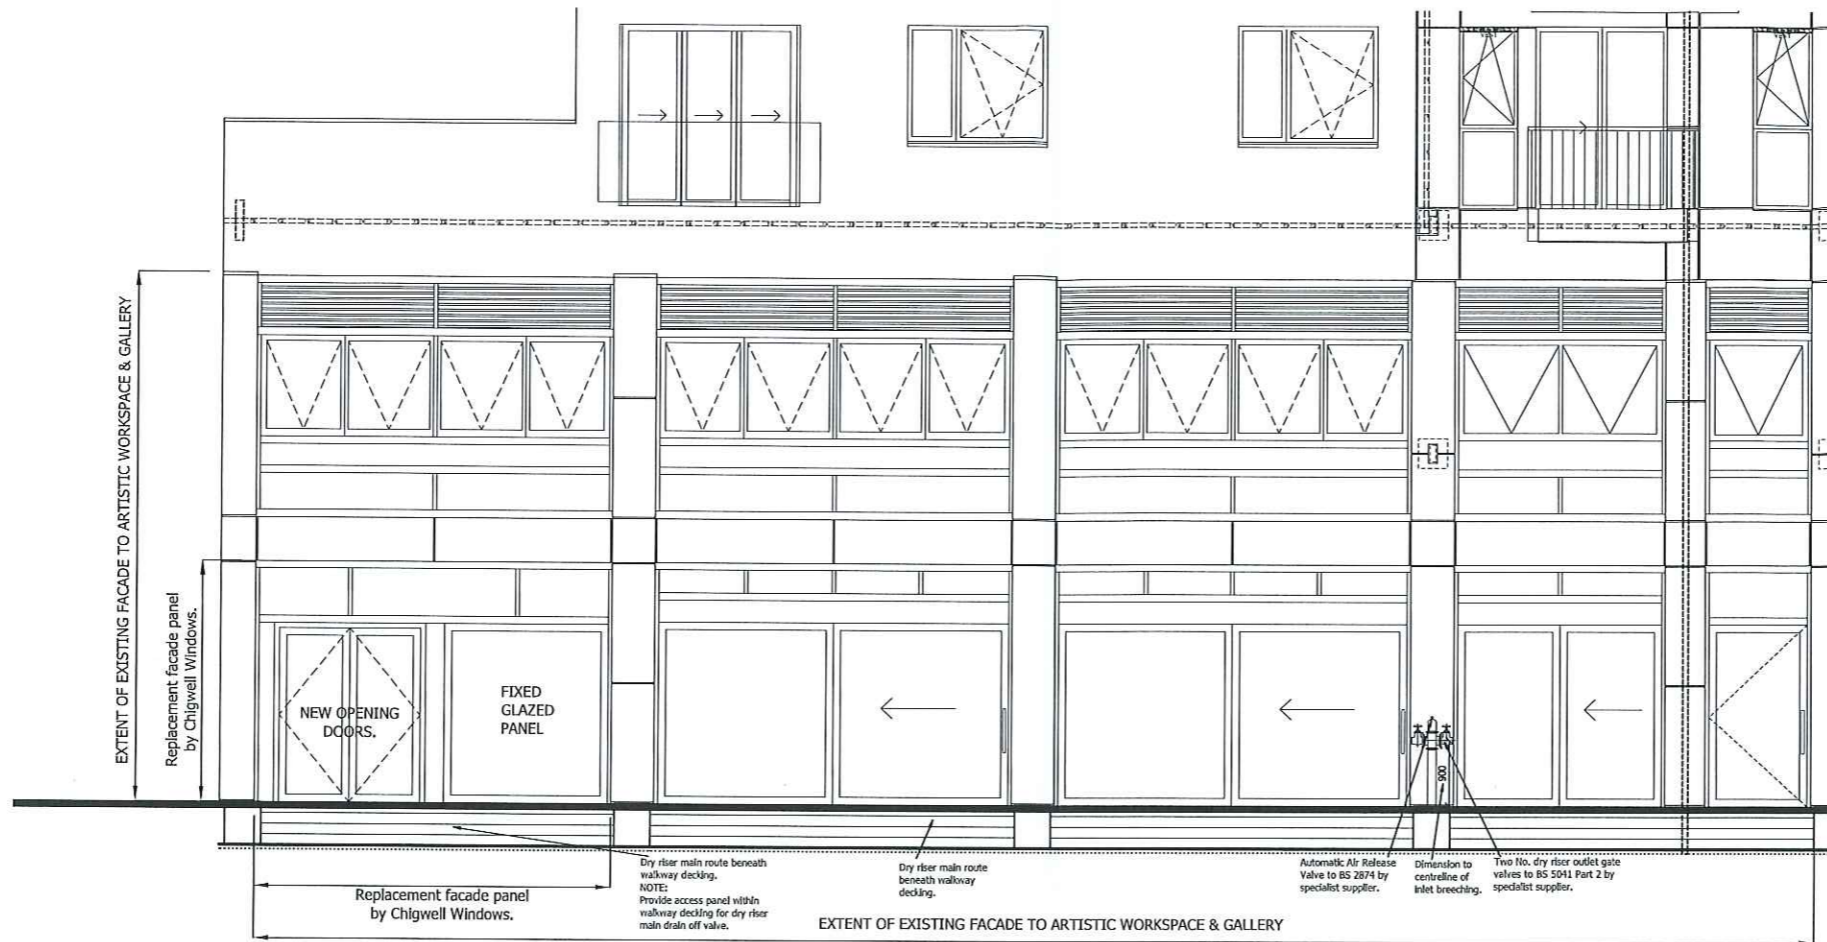 EXTENT OF EXISTING FACADE TO ARTISTIC WORKSPACE & GALLERY
Replacement facade panel
by Chigwell Windows.
NEW OPENING
DOORS.
FIXED
GLAZED
PANEL
900
Dry riser main route beneath
walkway decking.
NOTE:
Provide access panel within
walkway decking for dry riser
main drain off valve.
Dry riser main route
beneath walkway
decking.
Automatic Air Release
Valve to BS 2874 by
specialist supplier.
Dimension to
centreline of
inlet breeching.
Two No. dry riser outlet gate
valves to BS 5041 Part 2 by
specialist supplier.
Replacement facade panel
by Chigwell Windows.
EXTENT OF EXISTING FACADE TO ARTISTIC WORKSPACE & GALLERY